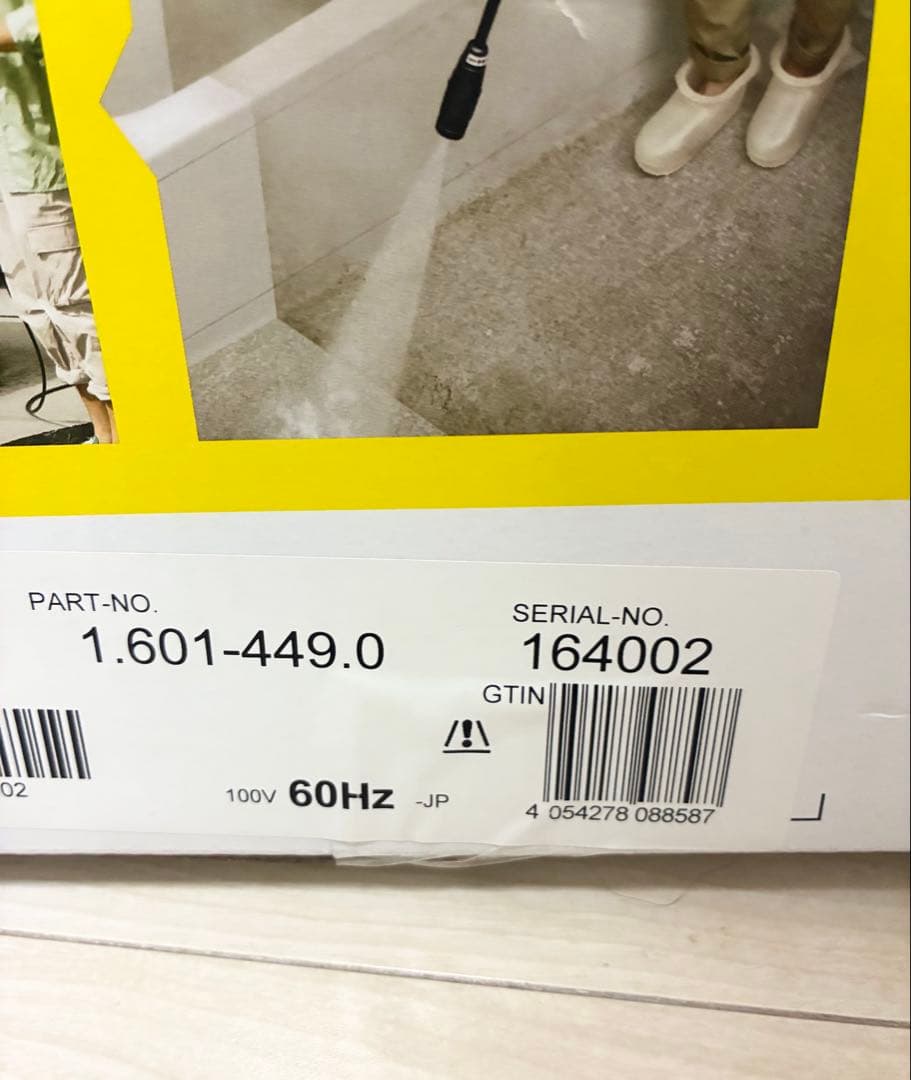 PART-NO.
1.601-449.0
SERIAL-NO.
164002
GTIN
02
100V 60Hz -JP
4 054278 088587